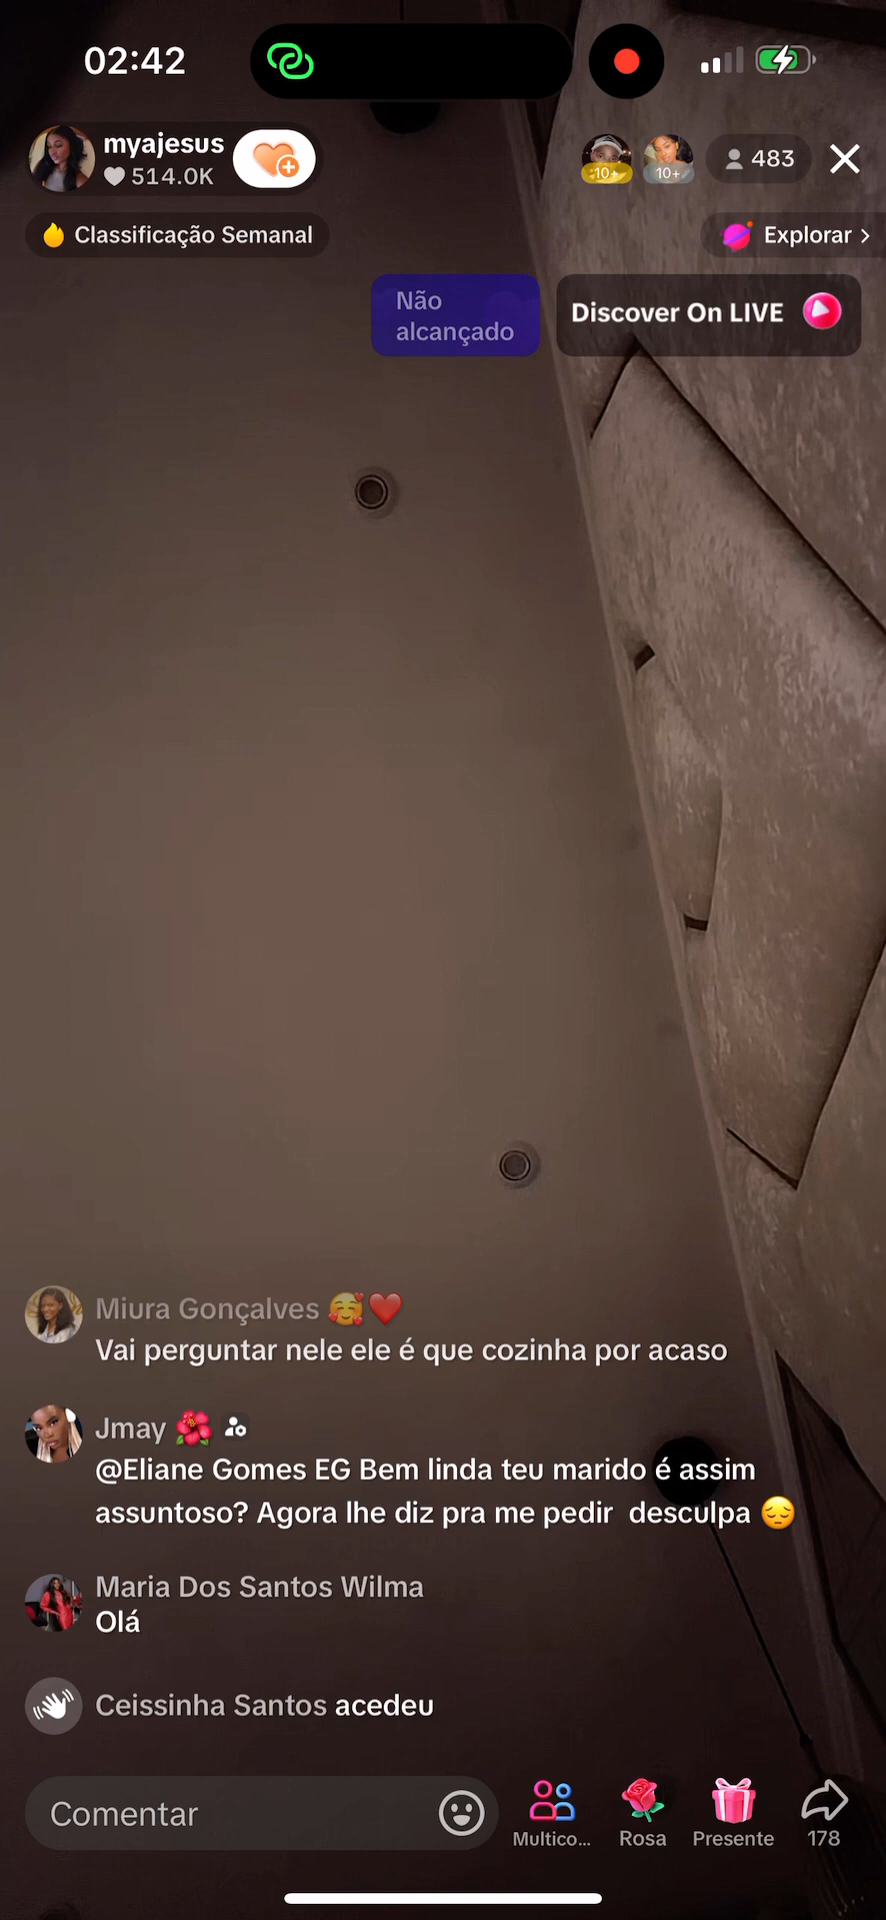 02:42
myajesus
514.0K
10+
10+
483
Classificação Semanal
Explorar >
Não
alcançado
Discover On LIVE
Miura Gonçalves 🥰❤️
Vai perguntar nele ele é que cozinha por acaso
Jmay 🌺
@Eliane Gomes EG Bem linda teu marido é assim
assuntoso? Agora lhe diz pra me pedir desculpa 😔
Maria Dos Santos Wilma
Olá
Ceissinha Santos acedeu
Comentar
Multico...
Rosa
Presente
178